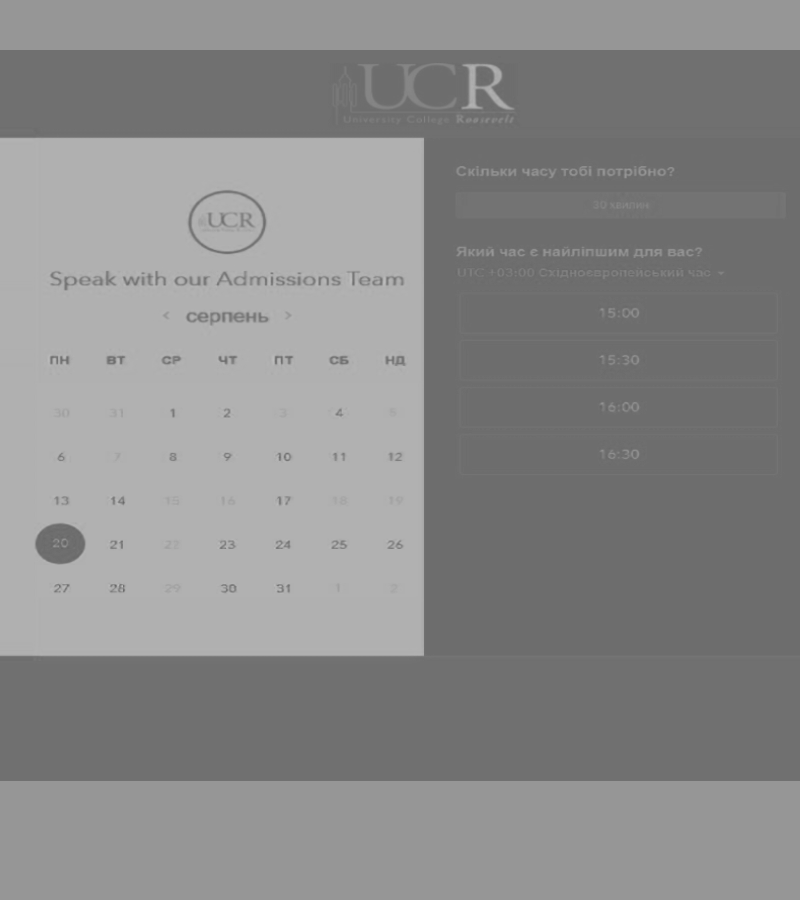 UCR
University College Roosevelt
UCR
Speak with our Admissions Team
< серпень >
ПН ВТ СР ЧТ ПТ СБ НД
30 31 1 2 3 4 5
6 7 8 9 10 11 12
13 14 15 16 17 18 19
20 21 22 23 24 25 26
27 28 29 30 31 1 2
Скільки часу тобі потрібно?
30 хвилин
Який час є найліпшим для вас?
UTC +03:00 Східноєвропейський час
15:00
15:30
16:00
16:30